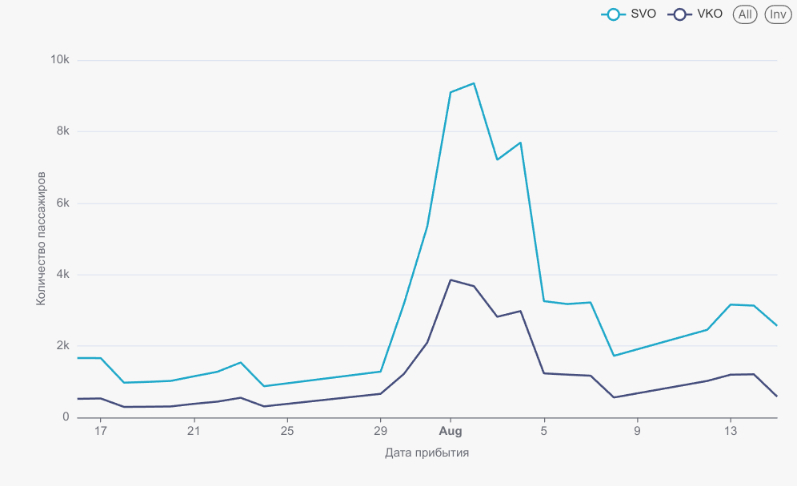 SVO VKO All Inv
10k
8k
6k
4k
2k
0
Количество пассажиров
17 21 25 29 Aug 5 9 13
Дата прибытия